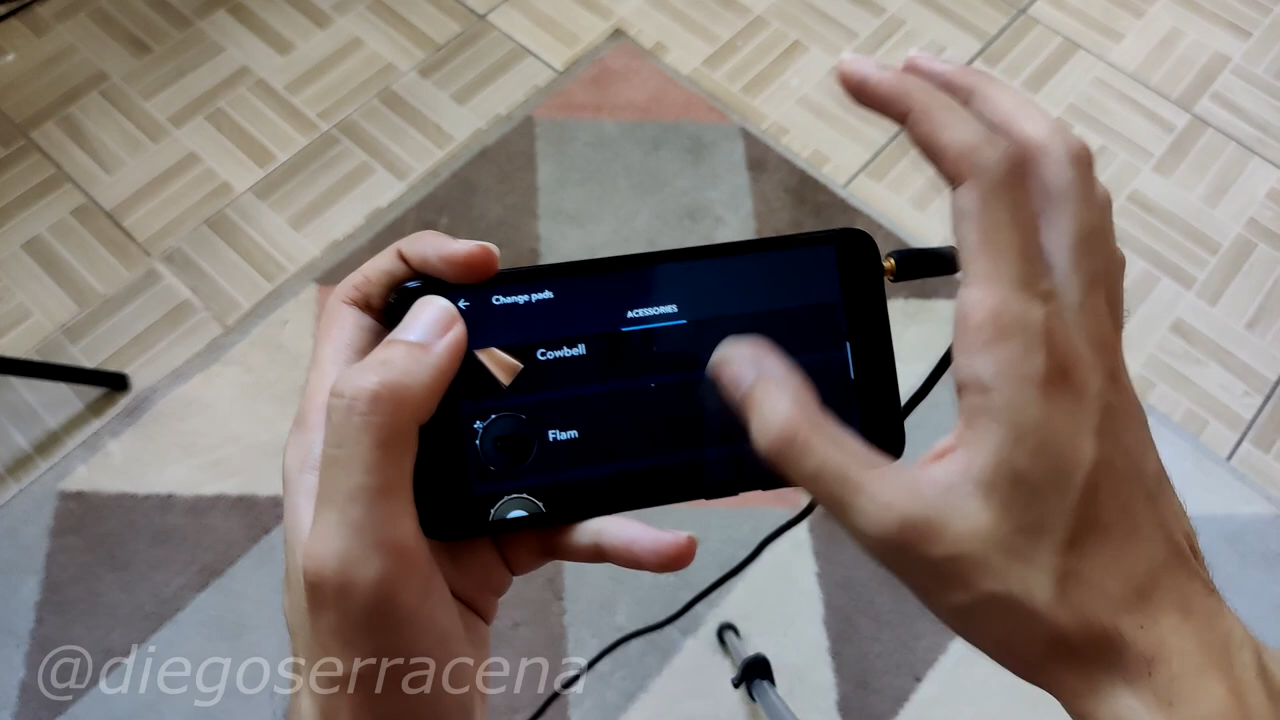 Change pads
ACESSORIES
Cowbell
Flam
@diegoserracena